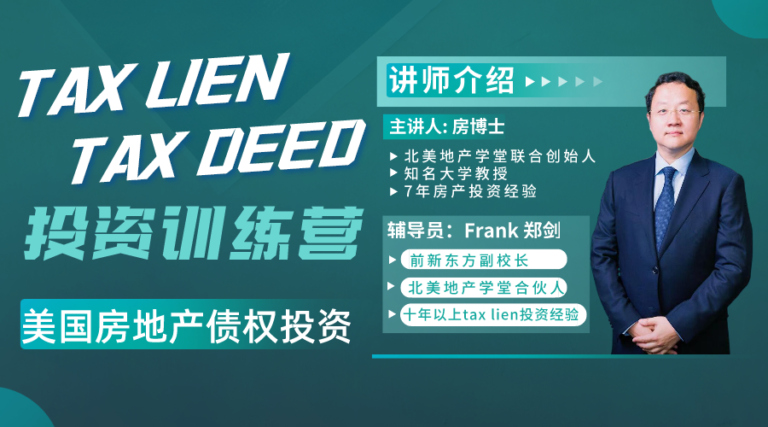 TAX LIEN
TAX DEED
投资训练营
美国房地产债权投资
讲师介绍
主讲人: 房博士
北美地产学堂联合创始人
知名大学教授
7年房产投资经验
辅导员：Frank 郑剑
前新东方副校长
北美地产学堂合伙人
十年以上tax lien投资经验